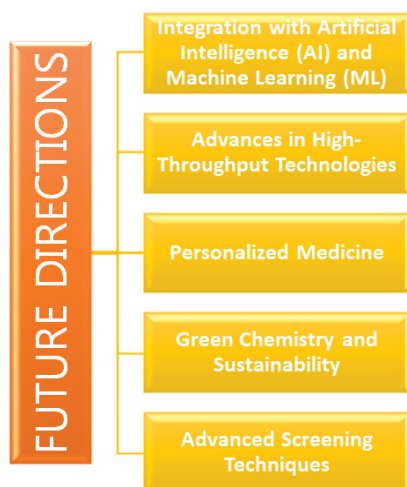 FUTURE DIRECTIONS
Integration with Artificial
Intelligence (AI) and
Machine Learning (ML)
Advances in High-
Throughput Technologies
Personalized Medicine
Green Chemistry and
Sustainability
Advanced Screening
Techniques